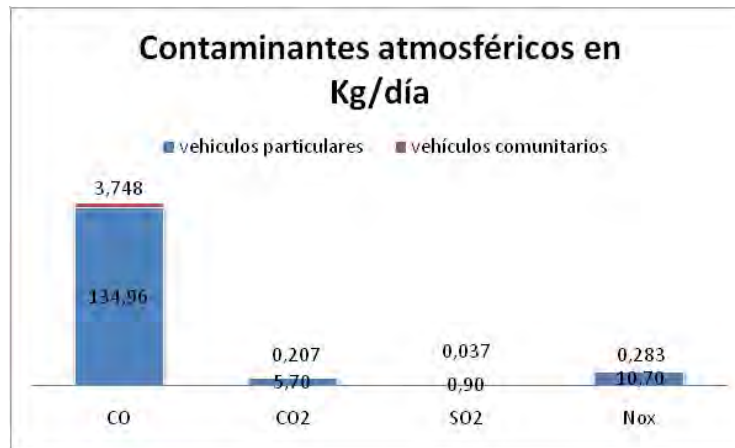 Contaminantes atmosféricos en
Kg/día
vehiculos particulares vehículos comunitarios
3,748
134,96
0,207 0,037 0,283
5,70 0,90 10,70
CO CO2 SO2 Nox